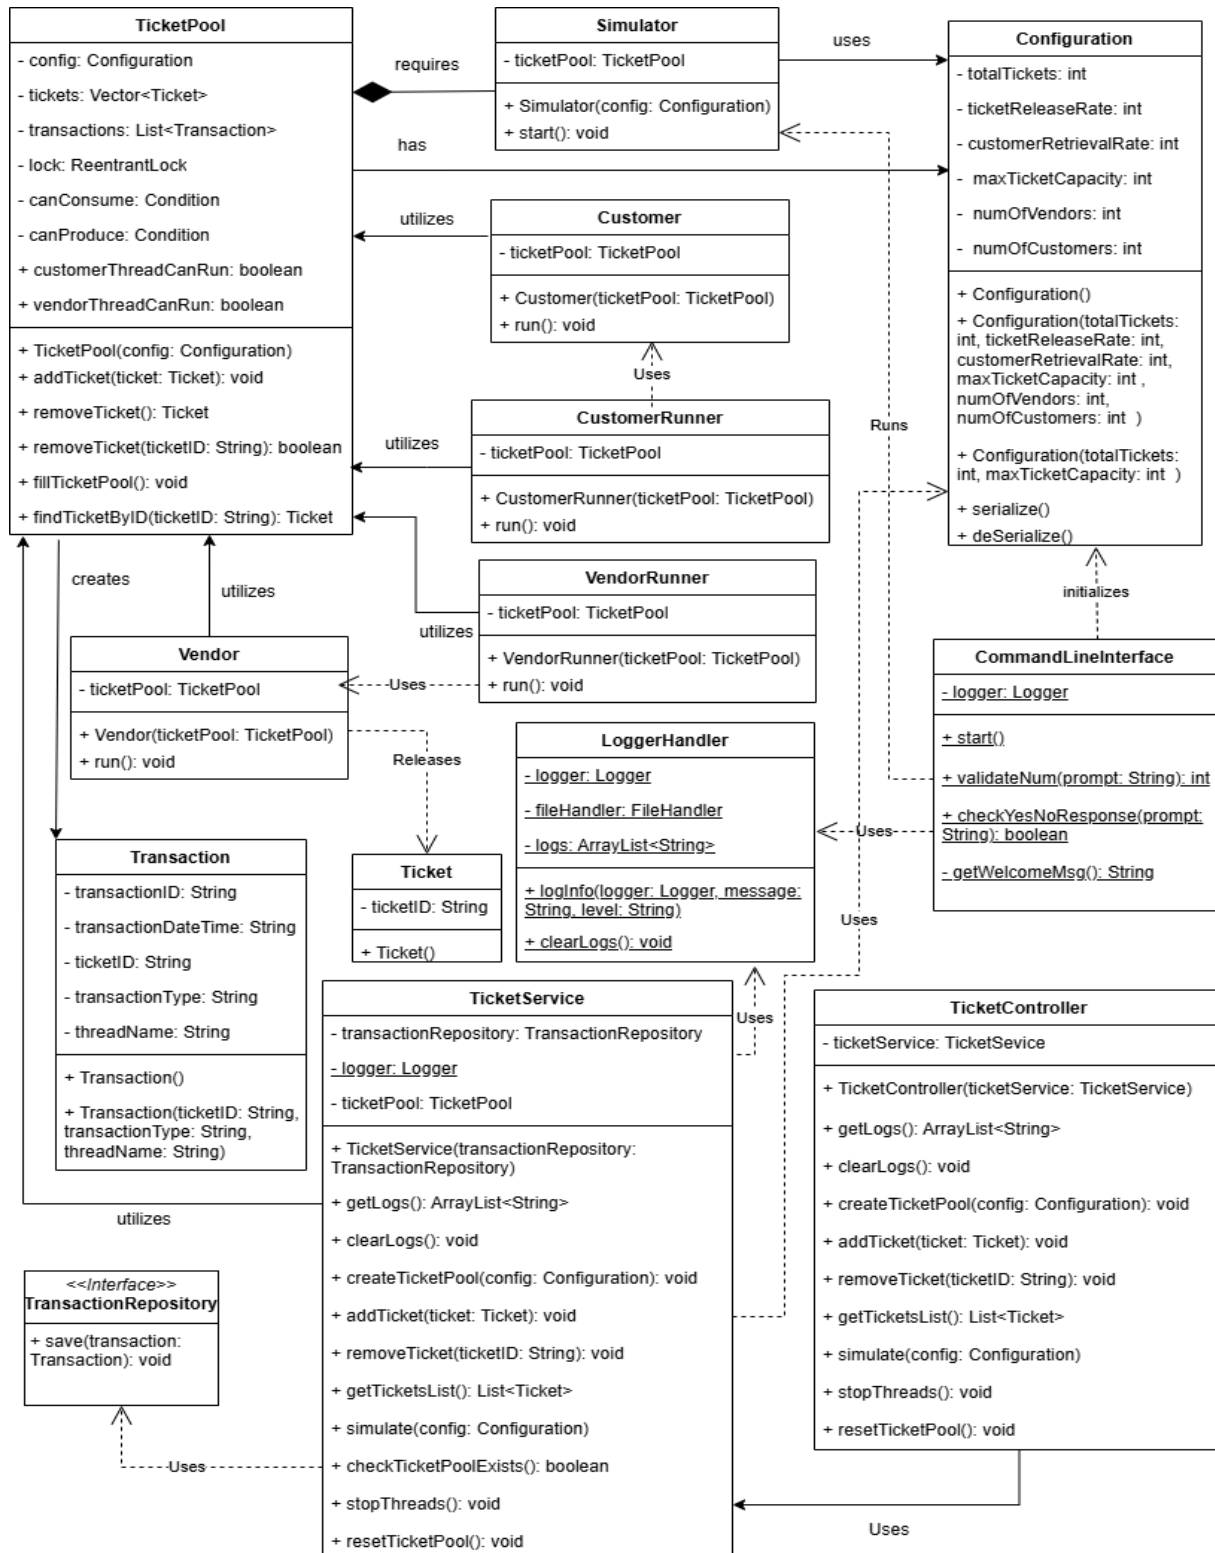 TicketPool
- config: Configuration
- tickets: Vector<Ticket>
- transactions: List<Transaction>
- lock: ReentrantLock
- canConsume: Condition
- canProduce: Condition
+ customerThreadCanRun: boolean
+ vendorThreadCanRun: boolean
+ TicketPool(config: Configuration)
+ addTicket(ticket: Ticket): void
+ removeTicket(): Ticket
+ removeTicket(ticketID: String): boolean
+ fillTicketPool(): void
+ findTicketByID(ticketID: String): Ticket
requires
Simulator
- ticketPool: TicketPool
+ Simulator(config: Configuration)
+ start(): void
uses
has
Configuration
- totalTickets: int
- ticketReleaseRate: int
- customerRetrievalRate: int
- maxTicketCapacity: int
- numOfVendors: int
- numOfCustomers: int
+ Configuration()
+ Configuration(totalTickets:
int, ticketReleaseRate: int,
customerRetrievalRate: int,
maxTicketCapacity: int ,
numOfVendors: int,
numOfCustomers: int )
+ Configuration(totalTickets:
int, maxTicketCapacity: int )
+ serialize()
+ deSerialize()
utilizes
Customer
- ticketPool: TicketPool
+ Customer(ticketPool: TicketPool)
+ run(): void
Uses
Runs
utilizes
CustomerRunner
- ticketPool: TicketPool
+ CustomerRunner(ticketPool: TicketPool)
+ run(): void
creates
utilizes
utilizes
VendorRunner
- ticketPool: TicketPool
+ VendorRunner(ticketPool: TicketPool)
+ run(): void
initializes
Vendor
- ticketPool: TicketPool
+ Vendor(ticketPool: TicketPool)
+ run(): void
Uses
Releases
CommandLineInterface
- logger: Logger
+ start()
+ validateNum(prompt: String): int
+ checkYesNoResponse(prompt:
String): boolean
- getWelcomeMsg(): String
LoggerHandler
- logger: Logger
- fileHandler: FileHandler
- logs: ArrayList<String>
+ logInfo(logger: Logger, message:
String, level: String)
+ clearLogs(): void
Uses
Uses
Transaction
- transactionID: String
- transactionDateTime: String
- ticketID: String
- transactionType: String
- threadName: String
+ Transaction()
+ Transaction(ticketID: String,
transactionType: String,
threadName: String)
Ticket
- ticketID: String
+ Ticket()
Uses
TicketService
- transactionRepository: TransactionRepository
- logger: Logger
- ticketPool: TicketPool
+ TicketService(transactionRepository:
TransactionRepository)
+ getLogs(): ArrayList<String>
+ clearLogs(): void
+ createTicketPool(config: Configuration): void
+ addTicket(ticket: Ticket): void
+ removeTicket(ticketID: String): void
+ getTicketsList(): List<Ticket>
+ simulate(config: Configuration)
+ checkTicketPoolExists(): boolean
+ stopThreads(): void
+ resetTicketPool(): void
TicketController
- ticketService: TicketSevice
+ TicketController(ticketService: TicketService)
+ getLogs(): ArrayList<String>
+ clearLogs(): void
+ createTicketPool(config: Configuration): void
+ addTicket(ticket: Ticket): void
+ removeTicket(ticketID: String): void
+ getTicketsList(): List<Ticket>
+ simulate(config: Configuration)
+ stopThreads(): void
+ resetTicketPool(): void
utilizes
<<Interface>>
TransactionRepository
+ save(transaction:
Transaction): void
Uses
Uses